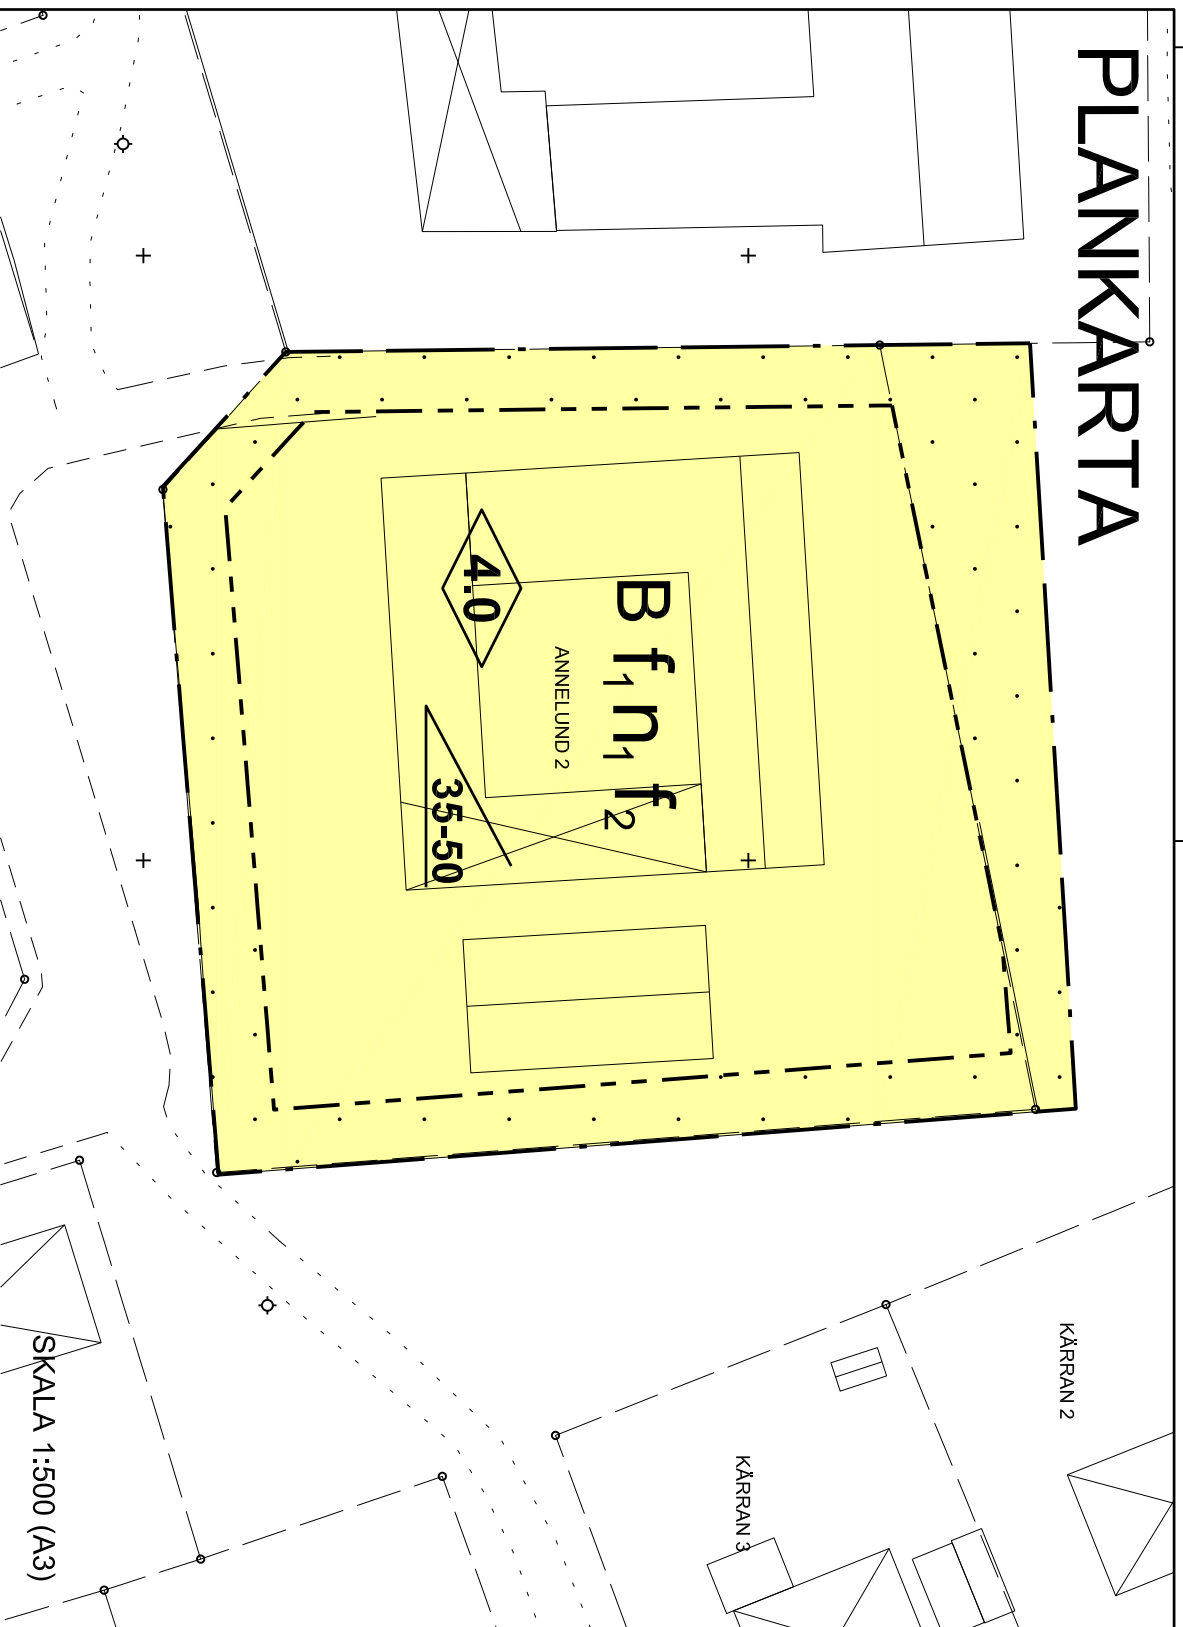 PLANKARTA
B f1 n1 f2
ANNELUND 2
4.0
35-50
KÄRRAN 2
KÄRRAN 3
SKALA 1:500 (A3)